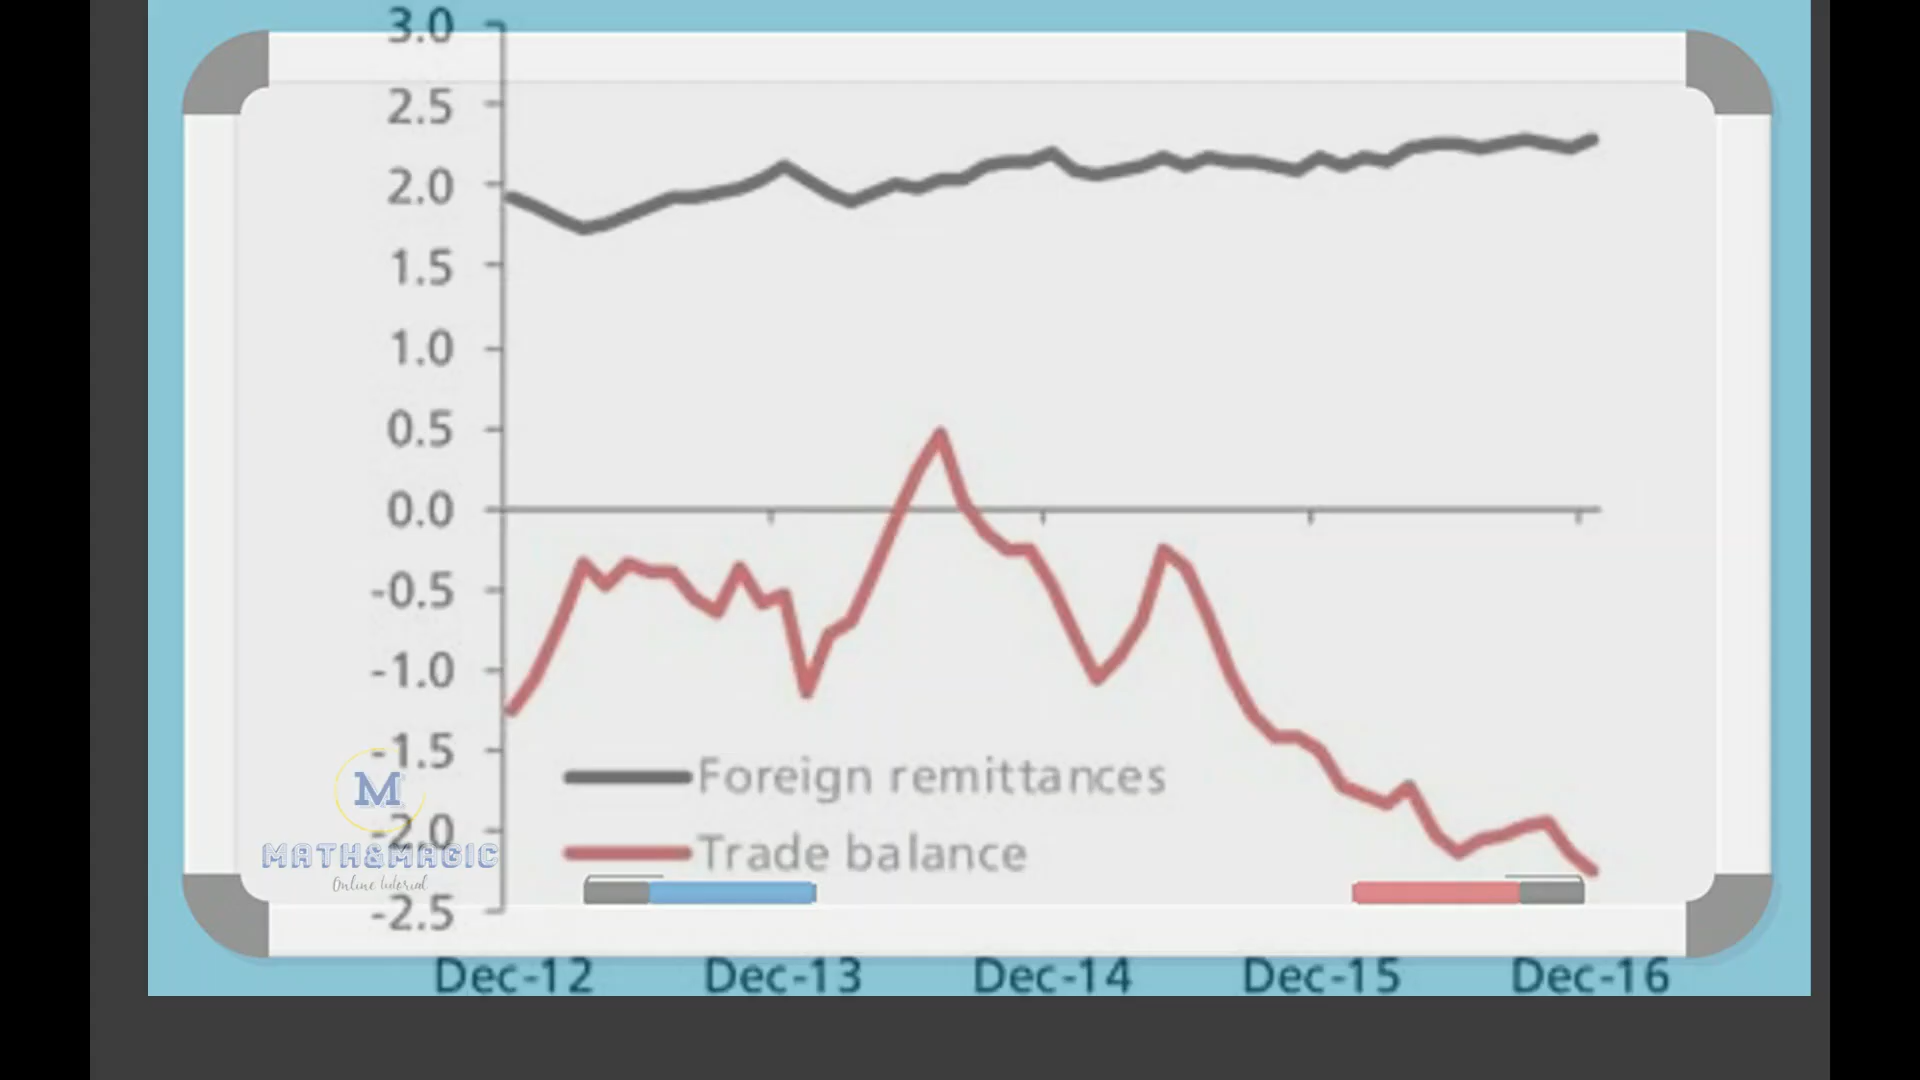 3.0
2.5
2.0
1.5
1.0
0.5
0.0
-0.5
-1.0
-1.5
-2.0
-2.5
Foreign remittances
Trade balance
M
MATH&MAGIC
Online tutorial
Dec-12 Dec-13 Dec-14 Dec-15 Dec-16